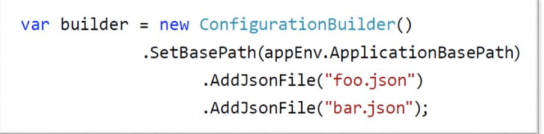 var builder = new ConfigurationBuilder()
.SetBasePath(appEnv.ApplicationBasePath)
.AddJsonFile("foo.json")
.AddJsonFile("bar.json");